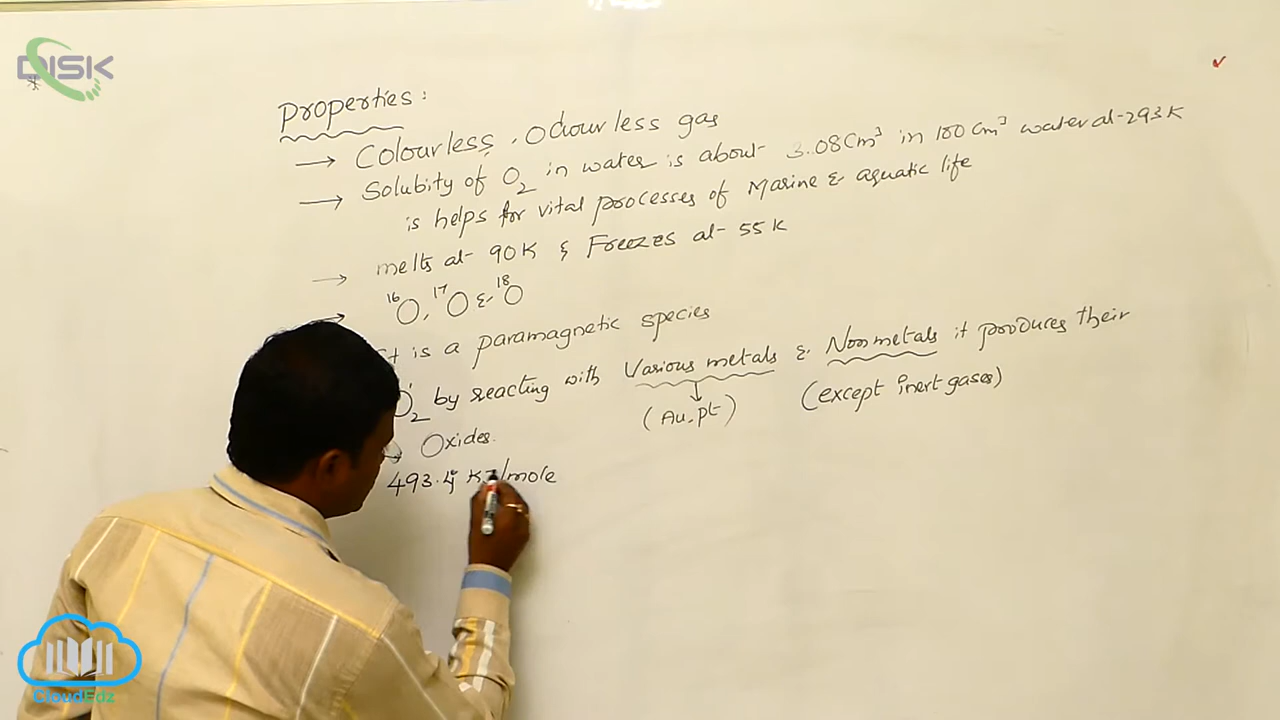 DISK
Properties:
→ Colourless, Odourless gas
→ Solubity of O₂ in water is about 3.08 Cm³ in 100 Cm³ water at 293K
is helps for vital processes of Marine & aquatic life
→ melts at 90K & Freezes at 55K
→ ¹⁶O, ¹⁷O & ¹⁸O
It is a paramagnetic species
O₂ by reacting with Various metals & Nonmetals it produces their
(Au, pt) (except inert gases)
Oxides.
→ 493.4 KJ/mole
CloudEdz